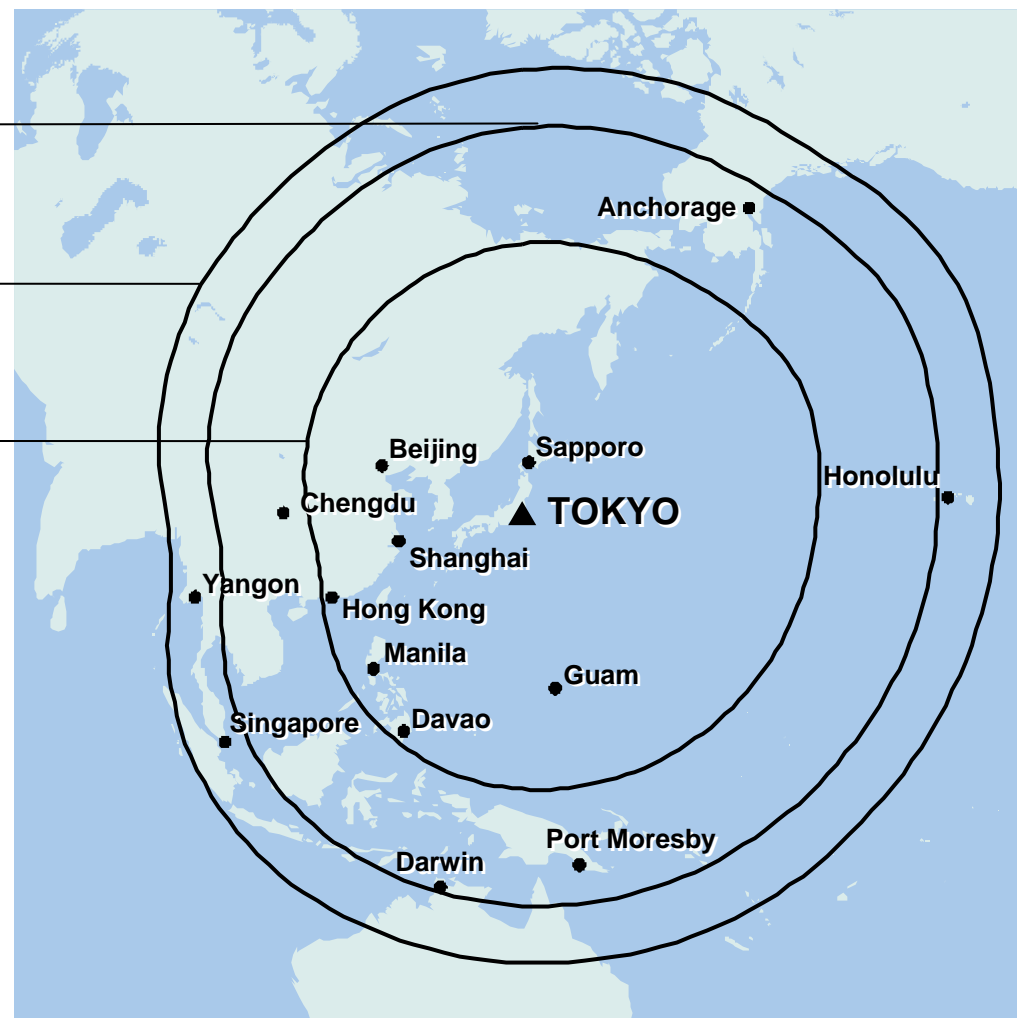 Anchorage
Beijing
Sapporo
Honolulu
Chengdu
TOKYO
Shanghai
Yangon
Hong Kong
Manila
Guam
Davao
Singapore
Port Moresby
Darwin